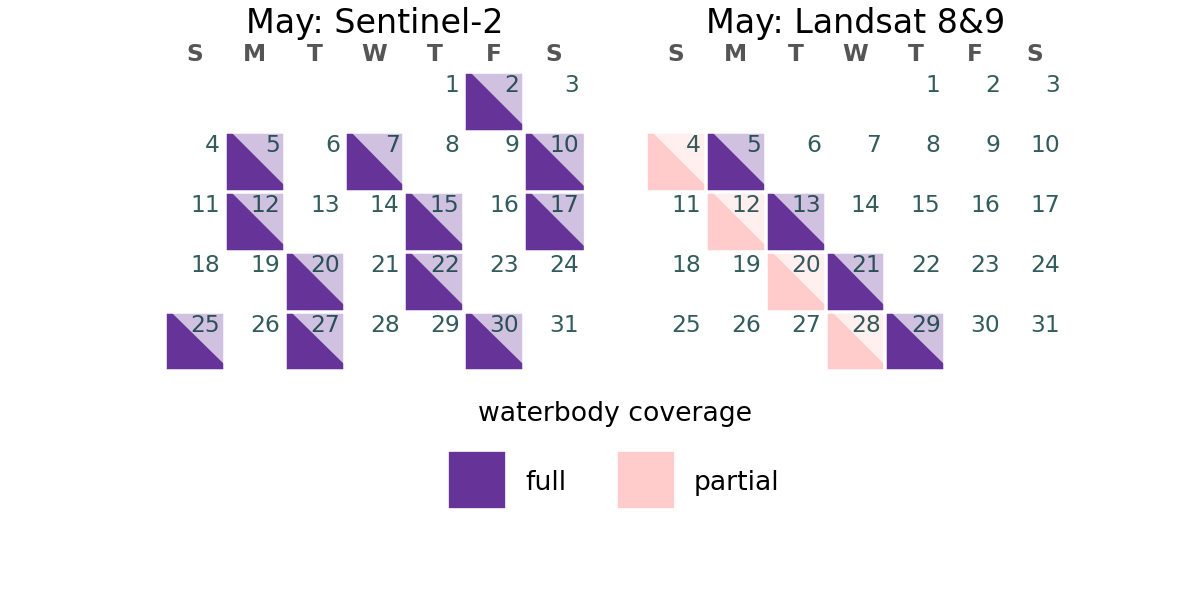 May: Sentinel-2
S M T W T F S
1 2 3
4 5 6 7 8 9 10
11 12 13 14 15 16 17
18 19 20 21 22 23 24
25 26 27 28 29 30 31
May: Landsat 8&9
S M T W T F S
1 2 3
4 5 6 7 8 9 10
11 12 13 14 15 16 17
18 19 20 21 22 23 24
25 26 27 28 29 30 31
waterbody coverage
full
partial